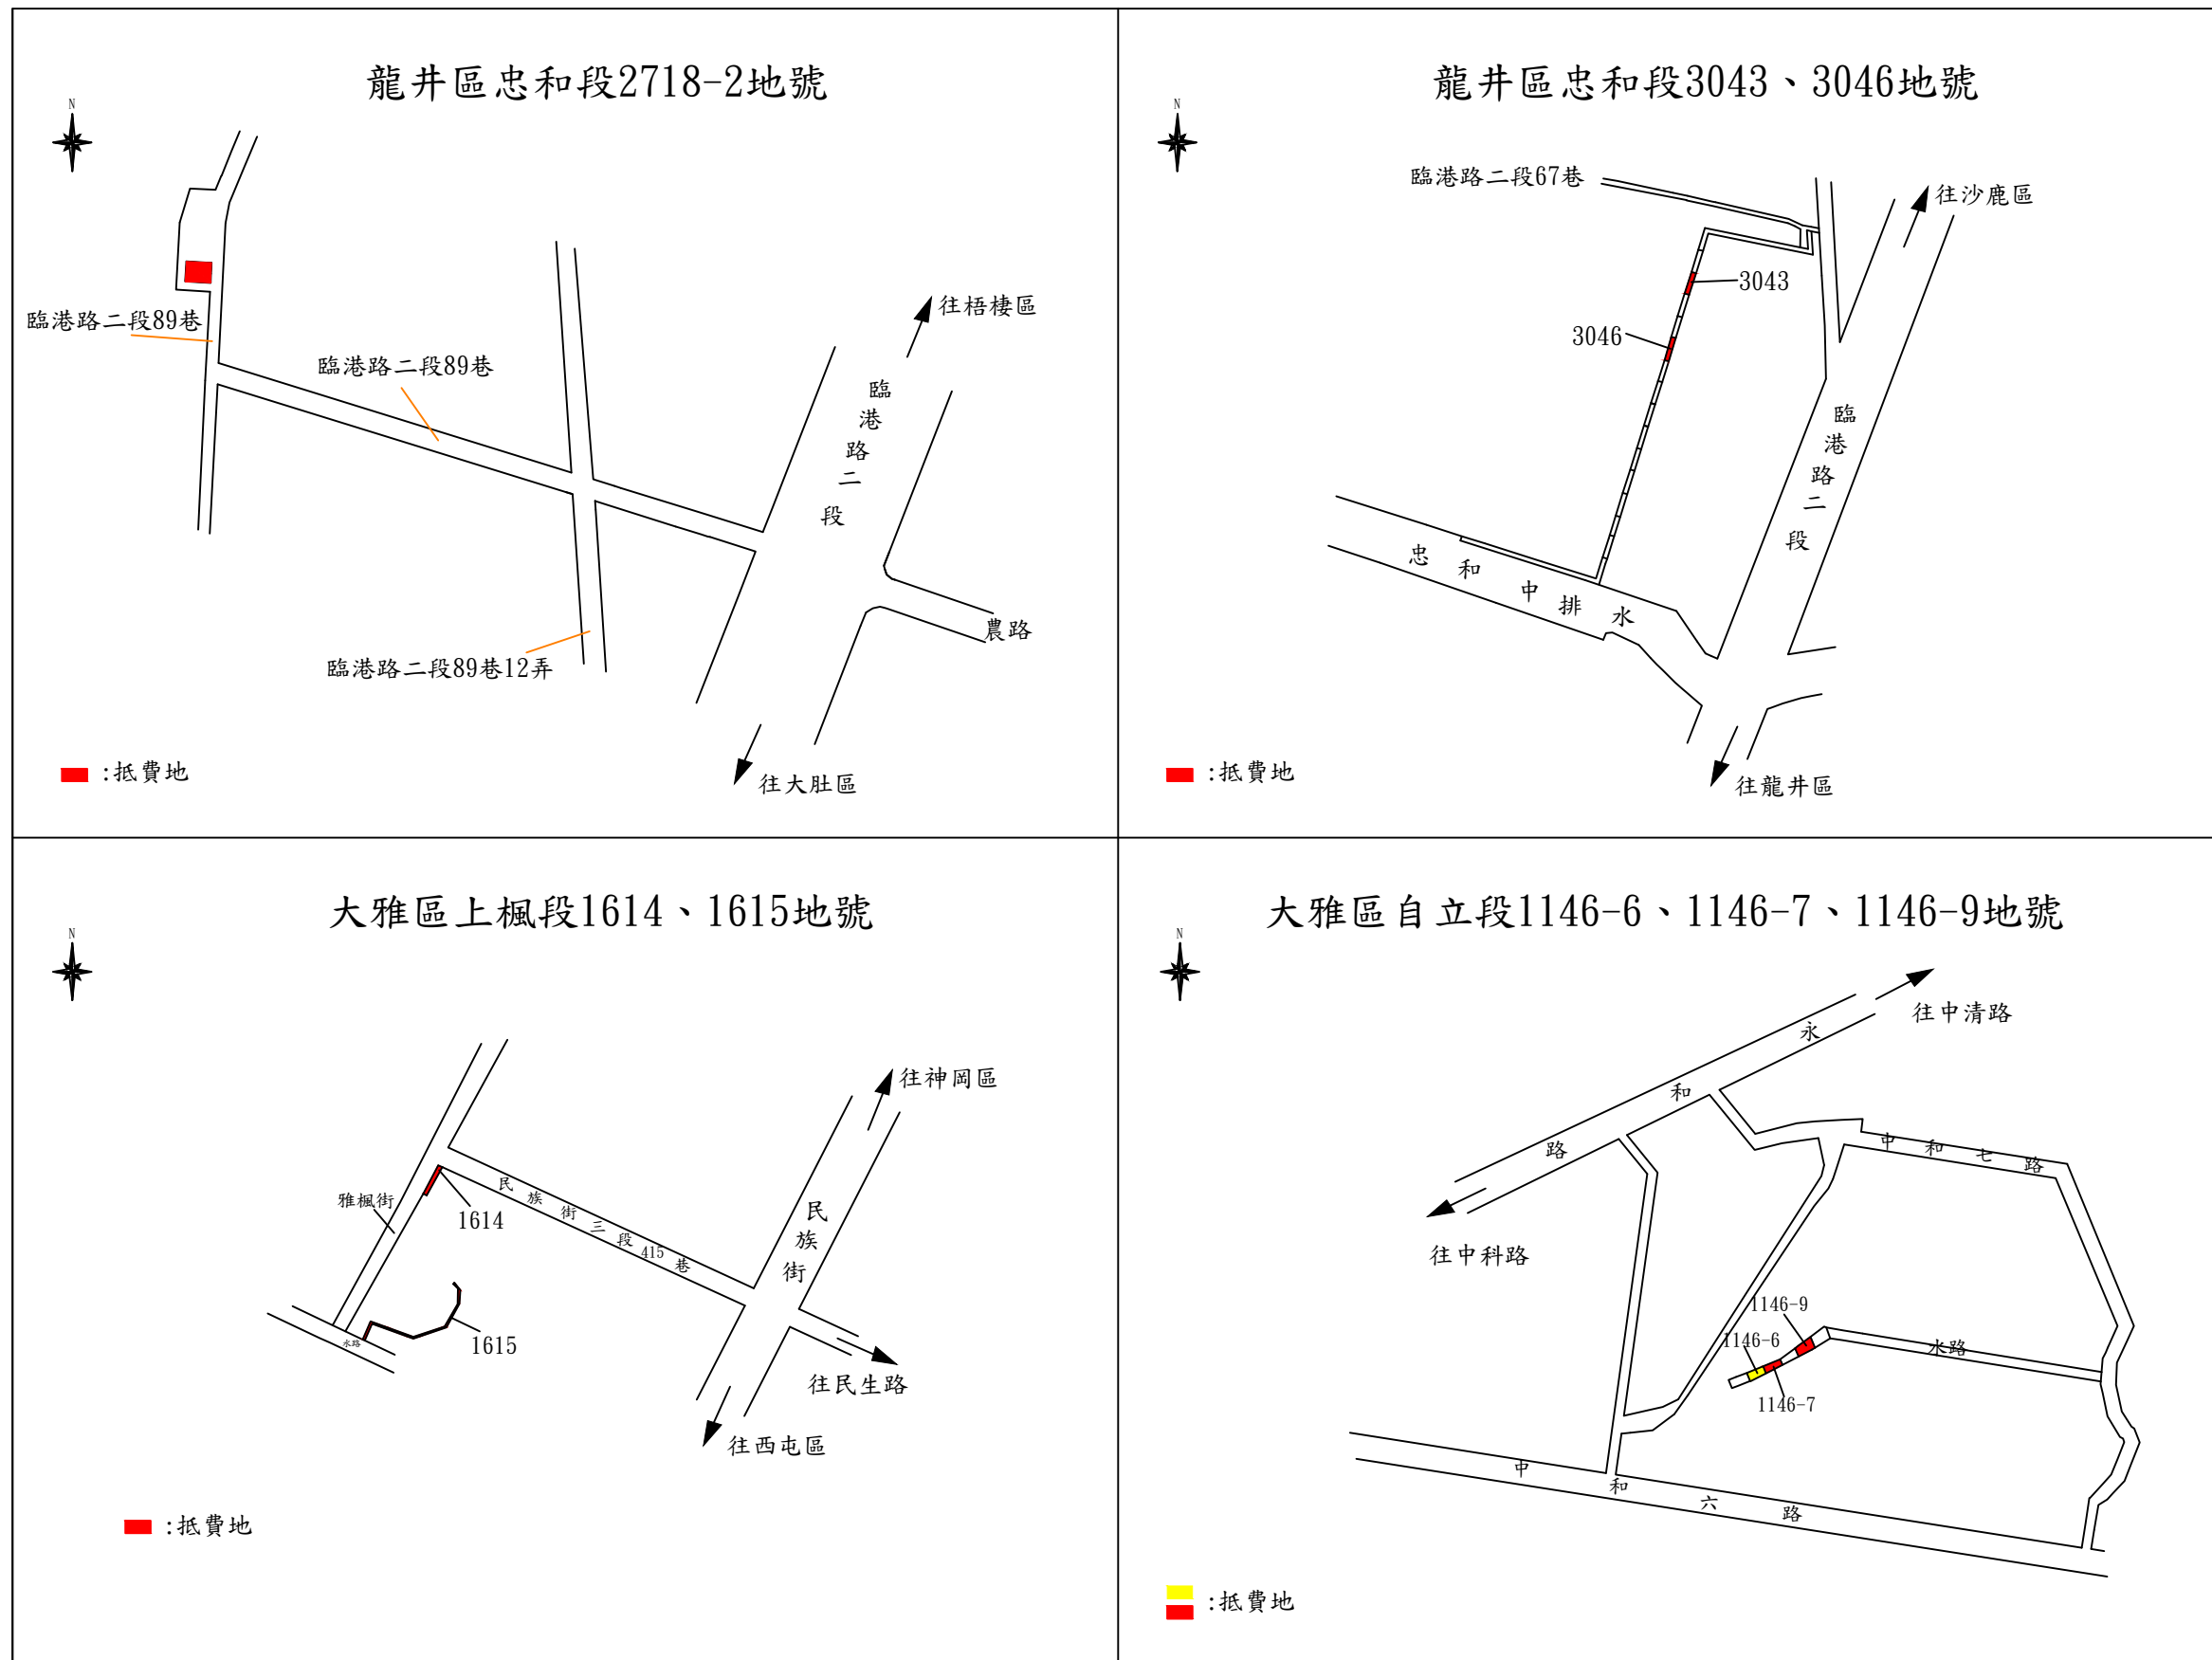 龍井區忠和段2718-2地號
N
往梧棲區
臨港路二段89巷
臨港路二段89巷
臨港路二段
農路
臨港路二段89巷12弄
:抵費地
往大肚區
龍井區忠和段3043、3046地號
N
臨港路二段67巷
往沙鹿區
3043
3046
臨港路二段
忠和中排水
:抵費地
往龍井區
大雅區上楓段1614、1615地號
N
往神岡區
雅楓街
1614
民族街三段415巷
民族街
水路
1615
往民生路
往西屯區
:抵費地
大雅區自立段1146-6、1146-7、1146-9地號
N
往中清路
永和路
中和七路
往中科路
1146-9
1146-6
水路
1146-7
中和六路
:抵費地